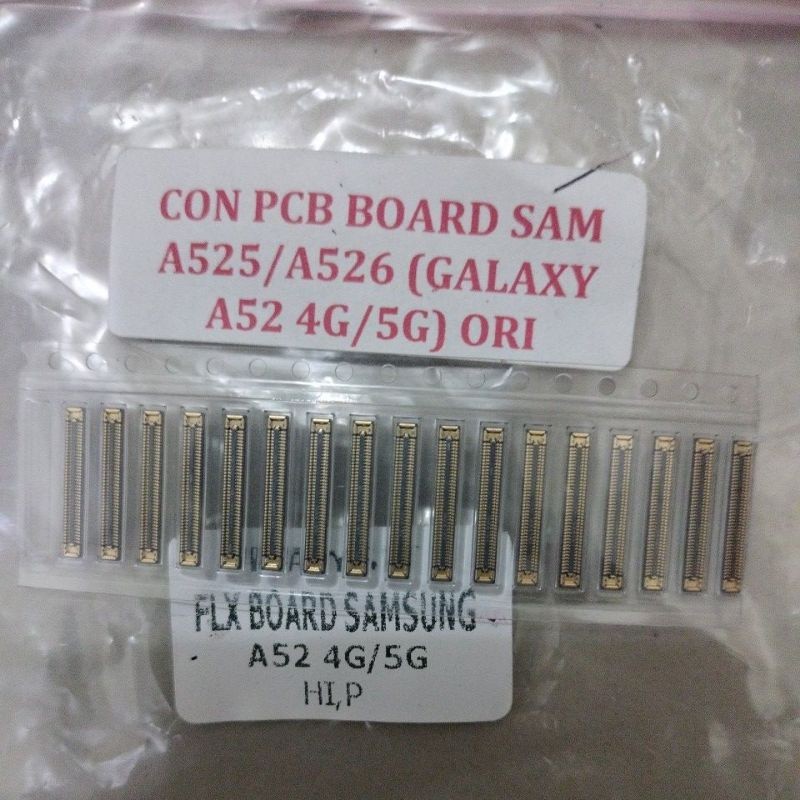 CON PCB BOARD SAM
A525/A526 (GALAXY
A52 4G/5G) ORI
FLX BOARD SAMSUNG
A52 4G/5G
HI,P